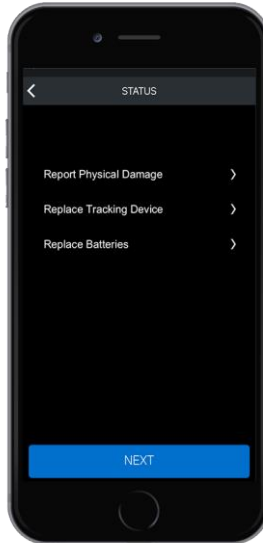 STATUS
Report Physical Damage
Replace Tracking Device
Replace Batteries
NEXT